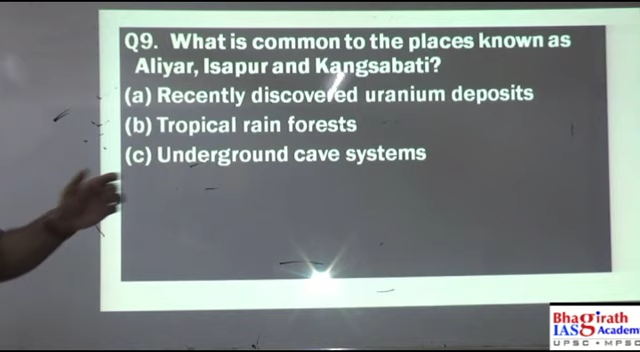 Q9. What is common to the places known as
Aliyar, Isapur and Kangsabati?
(a) Recently discovered uranium deposits
(b) Tropical rain forests
(c) Underground cave systems
Bhagirath
IAS Academy
UPSC • MPSC